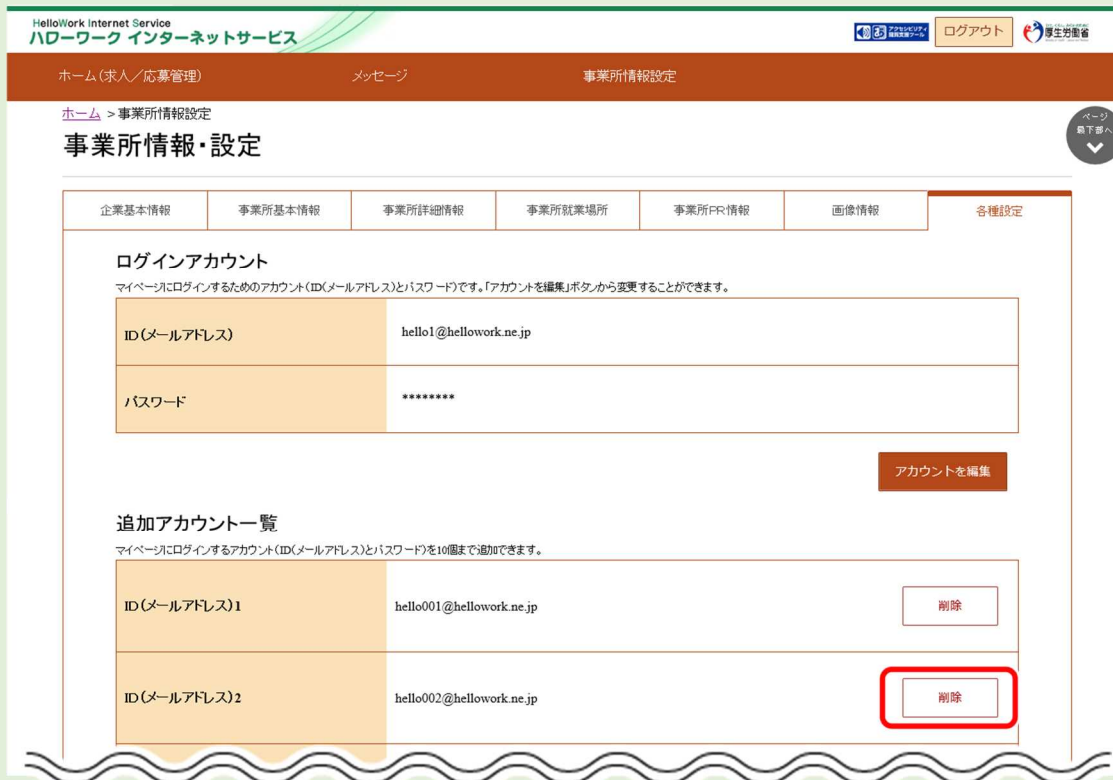 HelloWork Internet Service
ハローワーク インターネットサービス
ログアウト
厚生労働省
ホーム(求人/応募管理)
メッセージ
事業所情報設定
ホーム >事業所情報設定
ページ
最下部へ
事業所情報・設定
企業基本情報
事業所基本情報
事業所詳細情報
事業所就業場所
事業所PR情報
画像情報
各種設定
ログインアカウント
マイページにログインするためのアカウント(ID(メールアドレス)とパスワード)です。「アカウントを編集」ボタンから変更することができます。
ID(メールアドレス)
hello1@hellowork.ne.jp
パスワード
********
アカウントを編集
追加アカウント一覧
マイページにログインするアカウント(ID(メールアドレス)とパスワード)を10個まで追加できます。
ID(メールアドレス)1
hello001@hellowork.ne.jp
削除
ID(メールアドレス)2
hello002@hellowork.ne.jp
削除